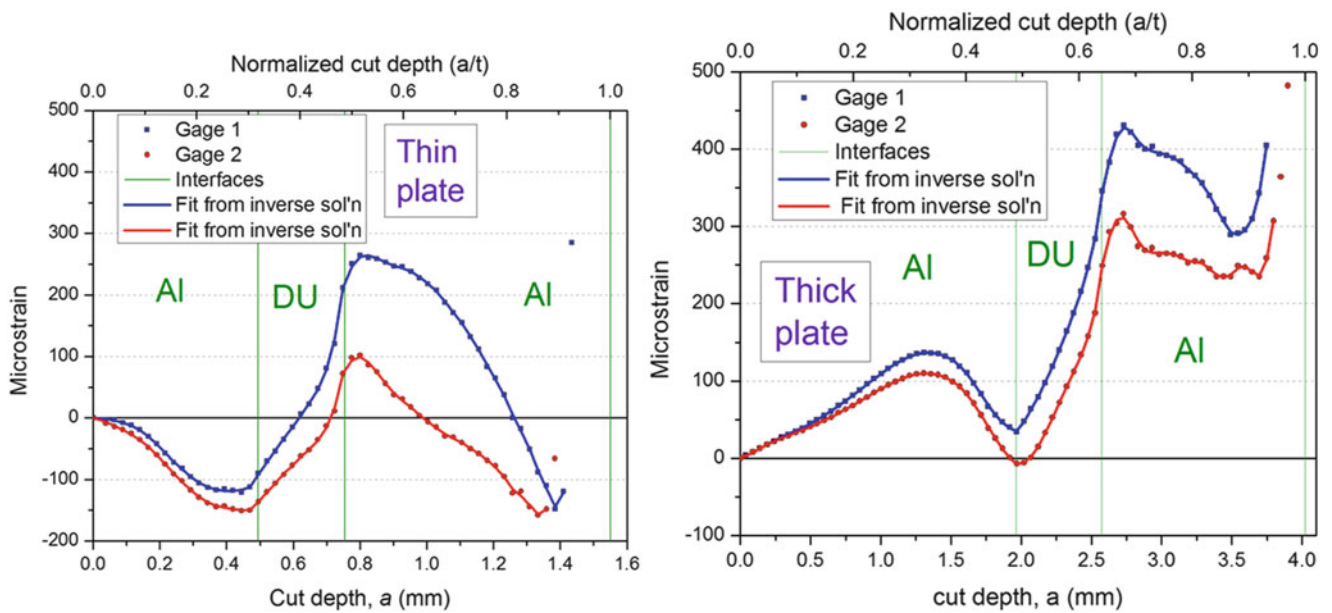 Normalized cut depth (a/t)
0.0 0.2 0.4 0.6 0.8 1.0
500
400
300
200
100
0
-100
-200
Microstrain
Gage 1
Gage 2
Interfaces
Fit from inverse sol'n
Fit from inverse sol'n
Thin
plate
Al
DU
Al
0.0 0.2 0.4 0.6 0.8 1.0 1.2 1.4 1.6
Cut depth, a (mm)
Normalized cut depth (a/t)
0.0 0.2 0.4 0.6 0.8 1.0
500
400
300
200
100
0
-100
Microstrain
Gage 1
Gage 2
Interfaces
Fit from inverse sol'n
Fit from inverse sol'n
Al
DU
Thick
plate
Al
0.0 0.5 1.0 1.5 2.0 2.5 3.0 3.5 4.0
cut depth, a (mm)